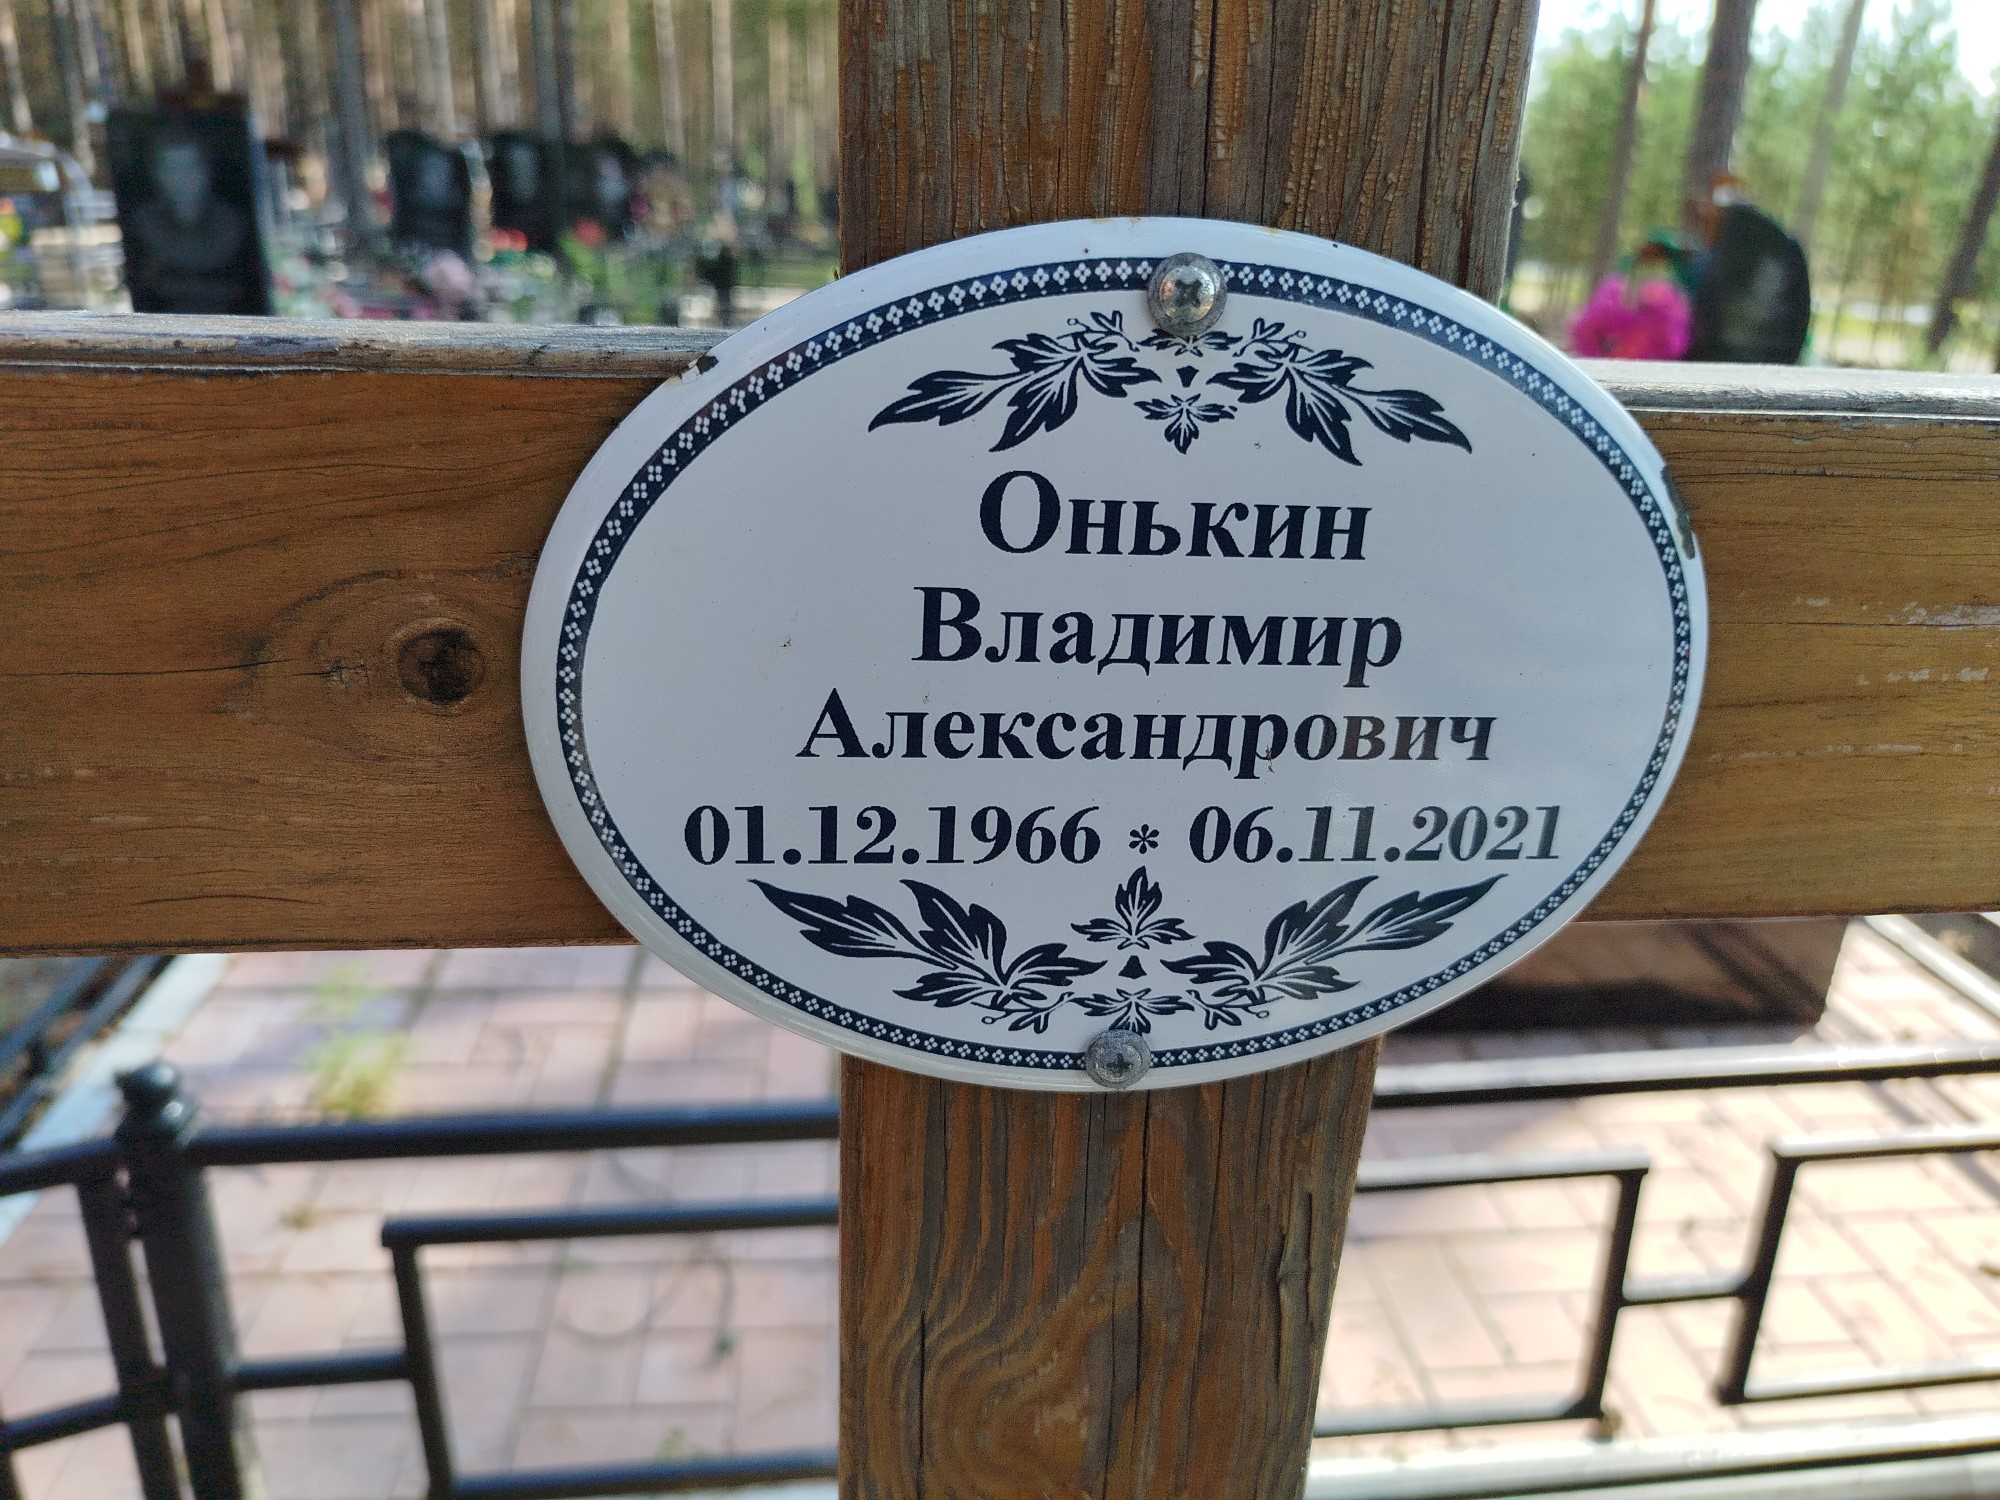 Онькин
Владимир
Александрович
01.12.1966 * 06.11.2021